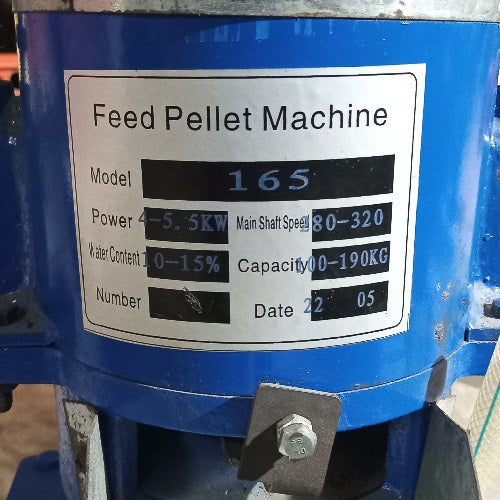 Feed Pellet Machine
Model 165
Power 4-5.5KW Main Shaft Speed 280-320
Water Content 10-15% Capacity 100-190KG
Number Date 22 05